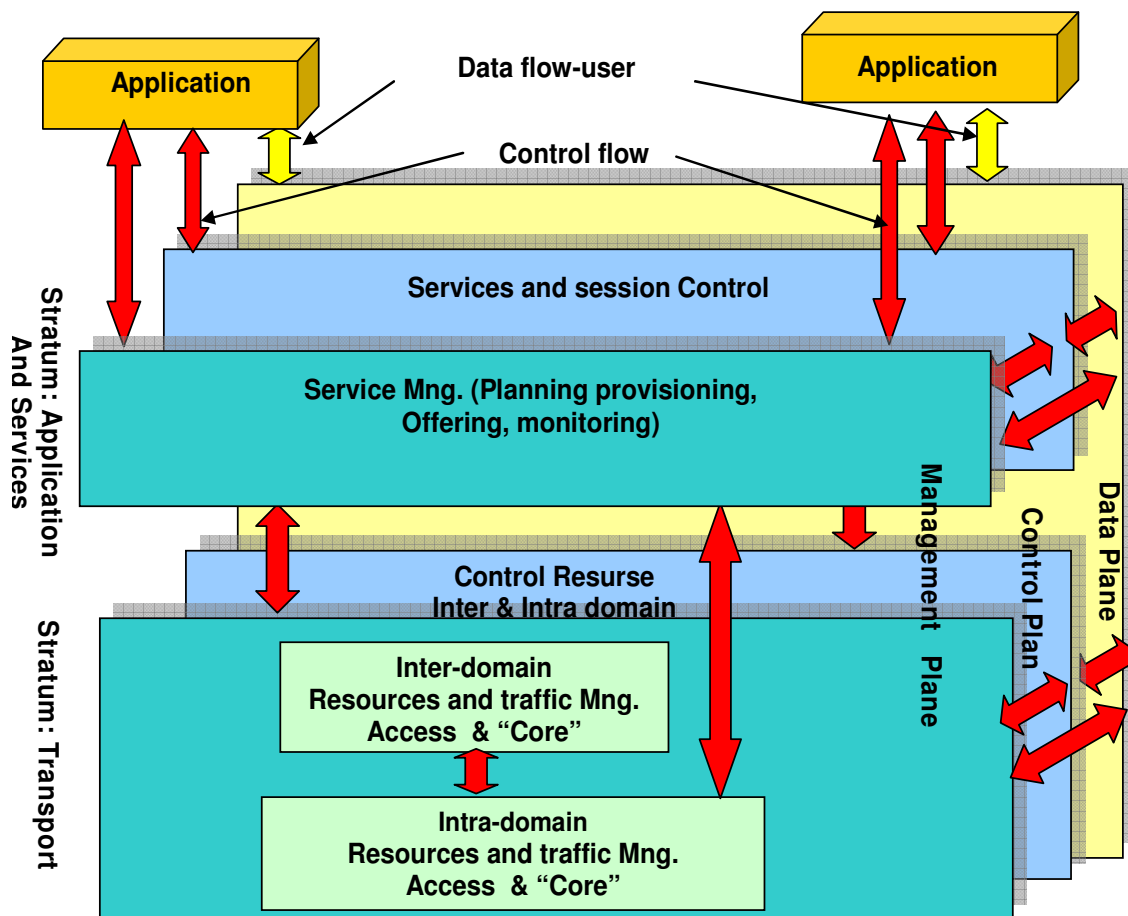 Application
Data flow-user
Application
Control flow
Services and session Control
Service Mng. (Planning provisioning,
Offering, monitoring)
Stratum : Application
And Services
Management Plane
Control Plan
Data Plane
Control Resurse
Inter & Intra domain
Stratum : Transport
Inter-domain
Resources and traffic Mng.
Access & “Core”
Intra-domain
Resources and traffic Mng.
Access & “Core”